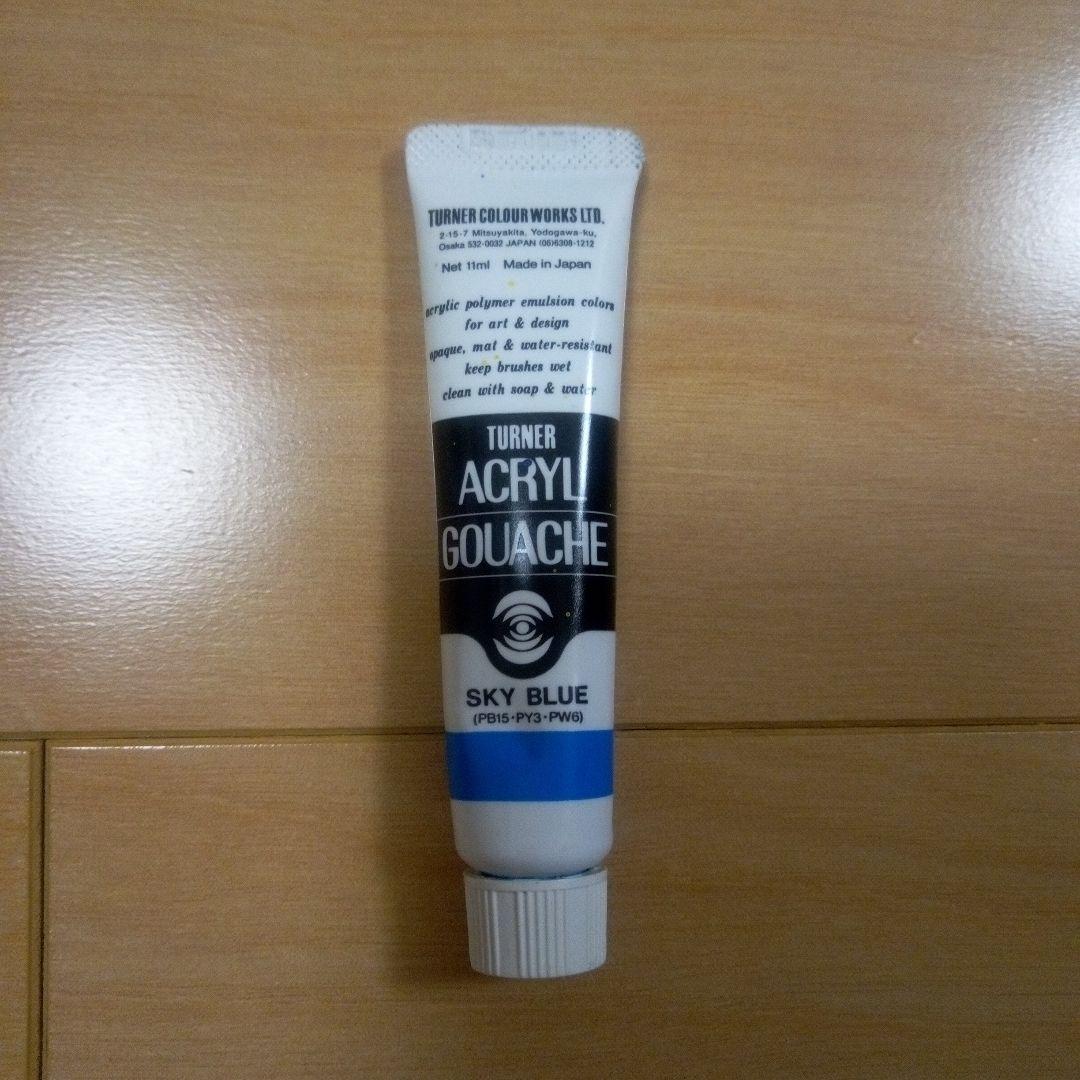 TURNER COLOUR WORKS LTD.
2-15-7 Mitsuyakita, Yodogawa-ku,
Osaka 532-0032 JAPAN (06)6308-1212
Net 11ml Made in Japan
acrylic polymer emulsion colors
for art & design
opaque, mat & water-resistant
keep brushes wet
clean with soap & water
TURNER
ACRYL
GOUACHE
SKY BLUE
(PB15・PY3・PW6)